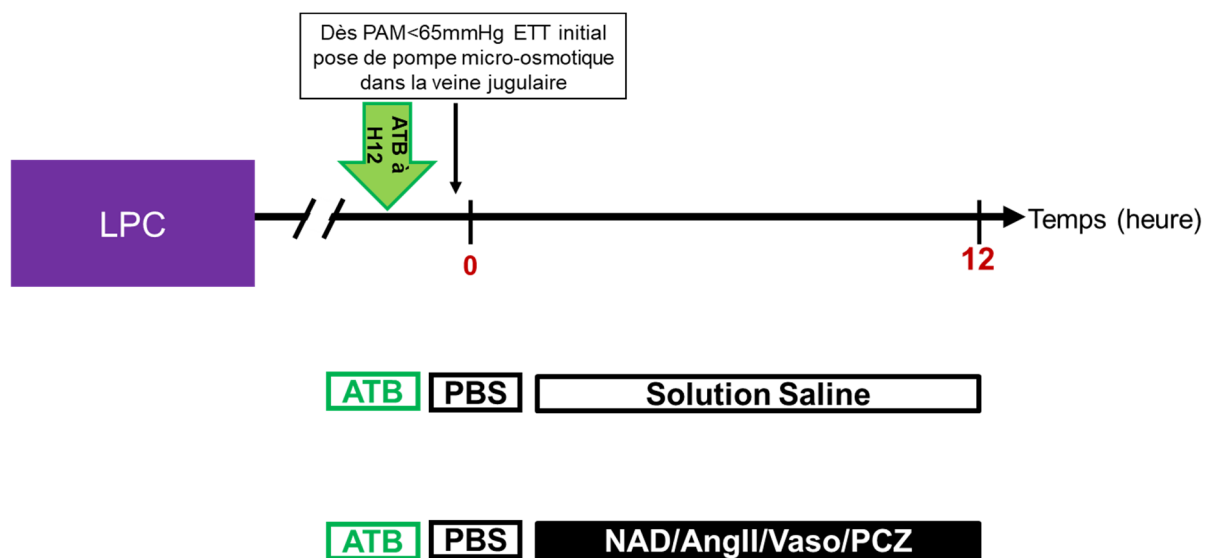 Dès PAM<65mmHg ETT initial
pose de pompe micro-osmotique
dans la veine jugulaire
ATB à
H12
LPC
Temps (heure)
0
12
ATB PBS Solution Saline
ATB PBS NAD/AngII/Vaso/PCZ